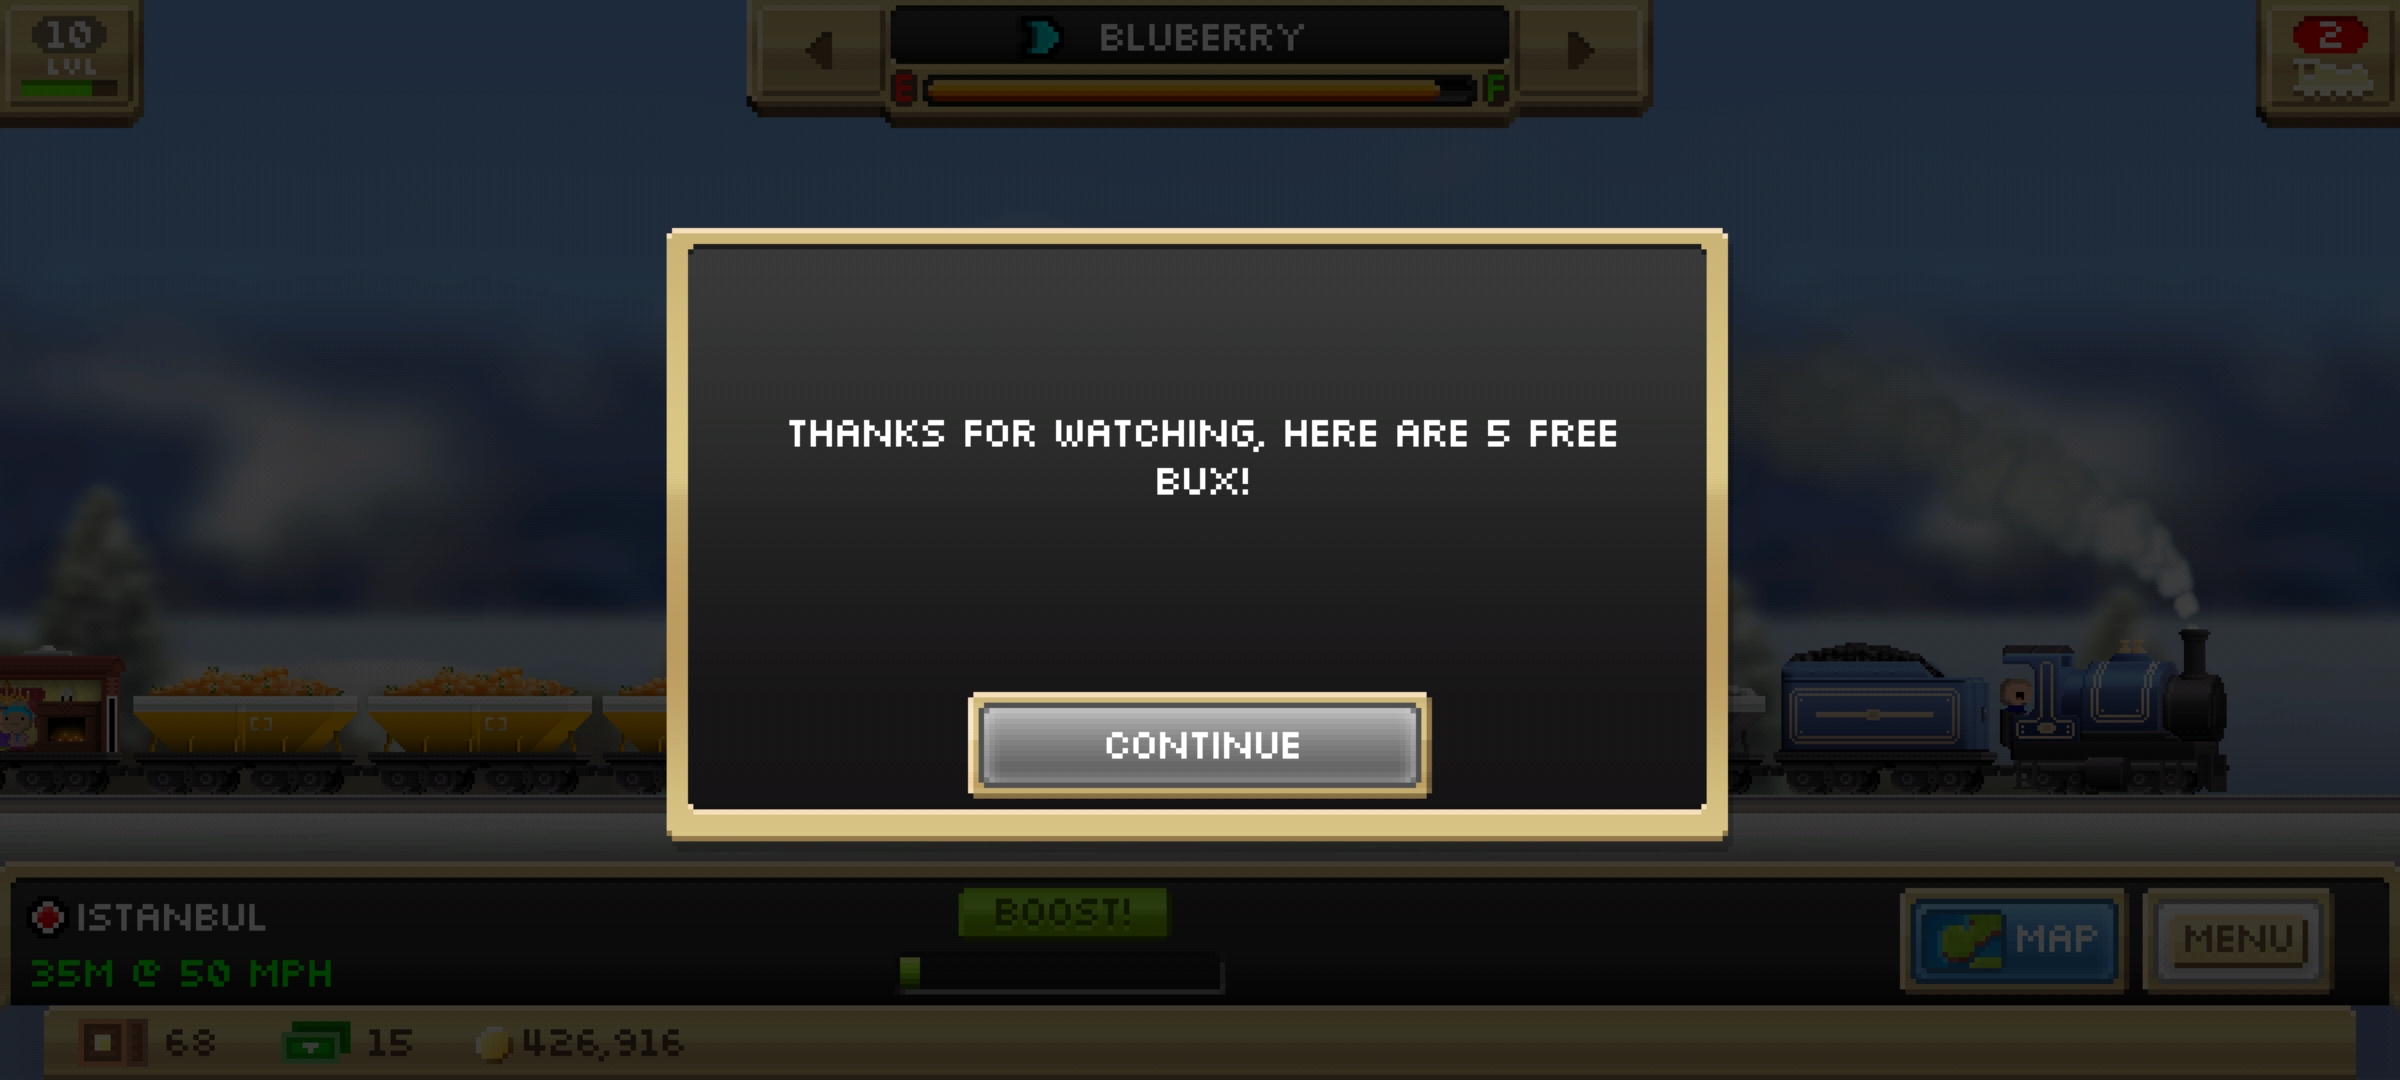 10
LVL
BLUBERRY
E F
2
THANKS FOR WATCHING, HERE ARE 5 FREE
BUX!
CONTINUE
ISTANBUL
35M @ 50 MPH
BOOST!
MAP
MENU
68 15 426,916